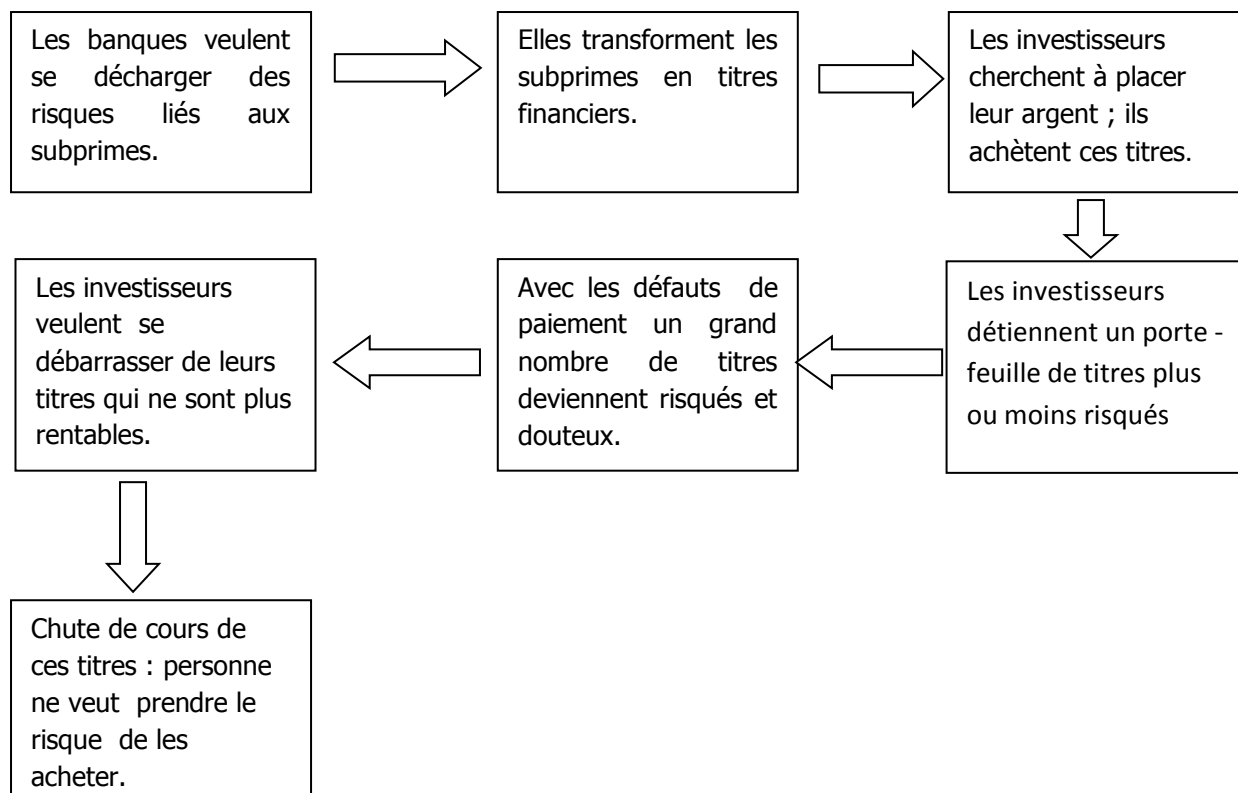 Les banques veulent
se décharger des
risques liés aux
subprimes.
Elles transforment les
subprimes en titres
financiers.
Les investisseurs
cherchent à placer
leur argent ; ils
achètent ces titres.
Les investisseurs
détiennent un porte -
feuille de titres plus
ou moins risqués
Avec les défauts de
paiement un grand
nombre de titres
deviennent risqués et
douteux.
Les investisseurs
veulent se
débarrasser de leurs
titres qui ne sont plus
rentables.
Chute de cours de
ces titres : personne
ne veut prendre le
risque de les
acheter.